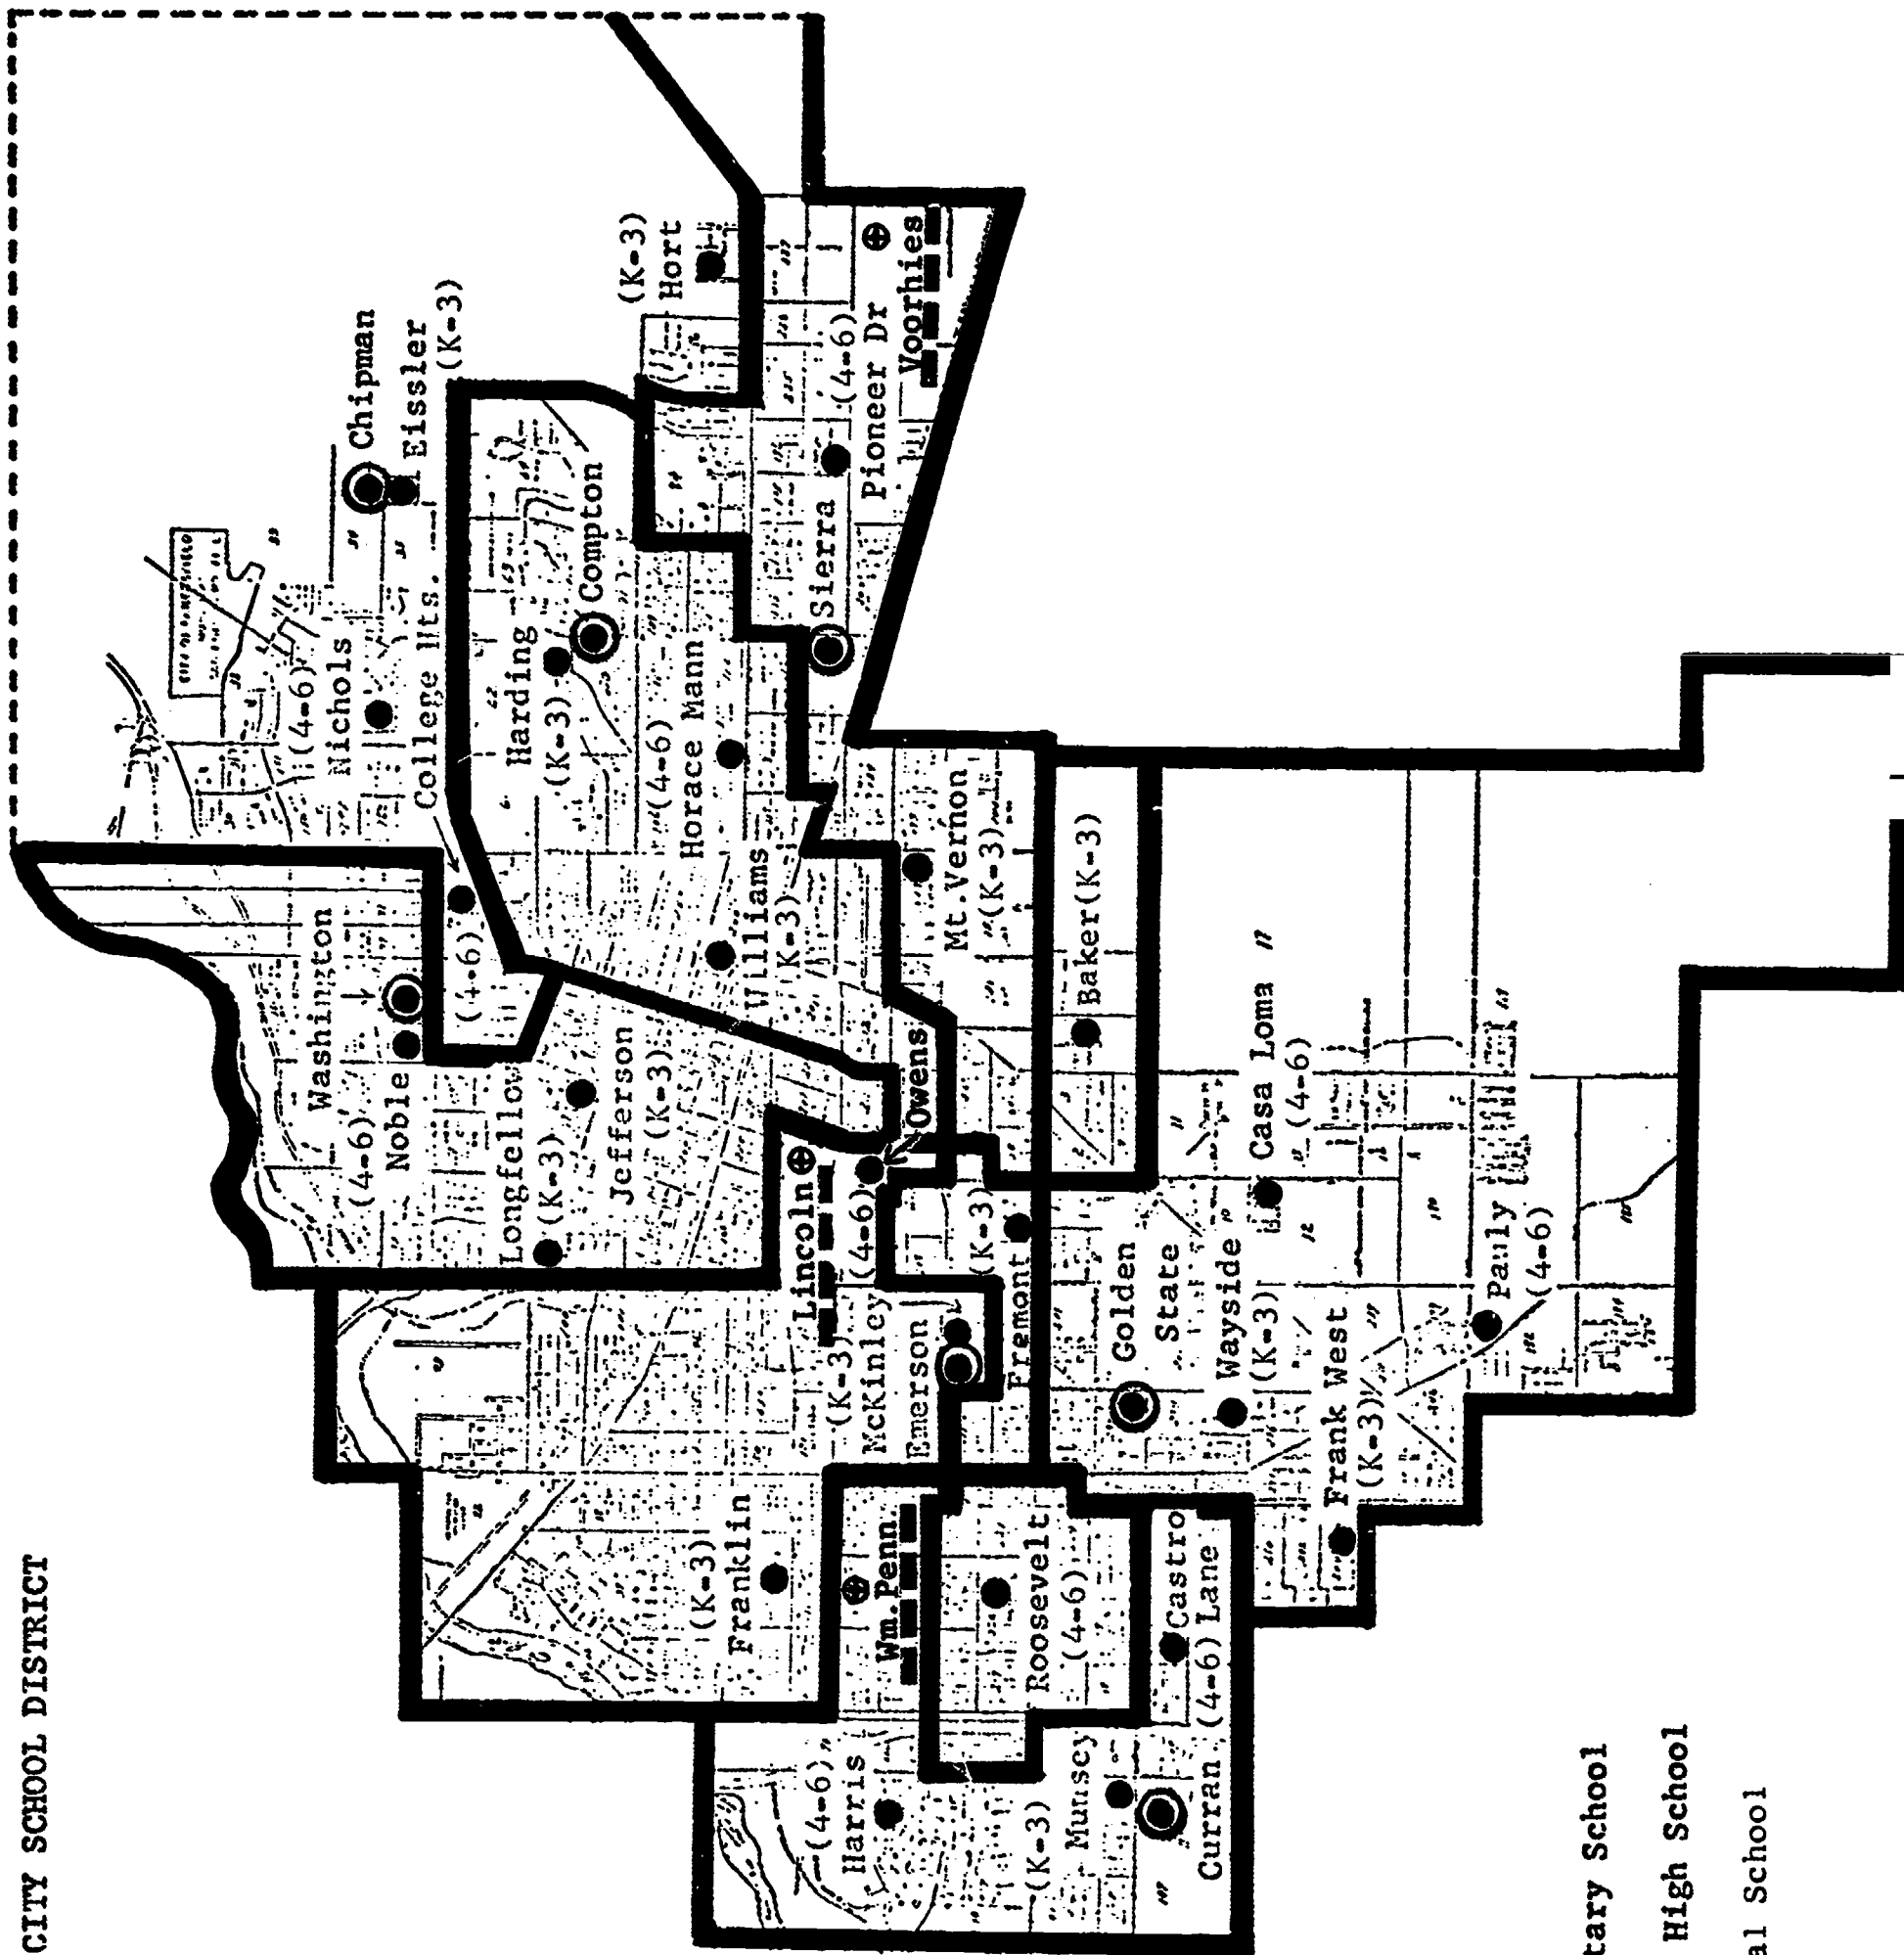 CITY SCHOOL DISTRICT
Chipman
Eissler
(K-3)
(K-3)
Hort
(4-6)
Nichols
College Hts.
Harding
(K-3)
Compton
(4-6)
Horace Mann
Sierra
(4-6)
Pioneer Dr
Voorhies
Washington
(4-6)
Noble
(4-6)
Williams
(K-3)
Mt.Vernon
(K-3)
Baker(K-3)
Longfellow
(K-3)
Jefferson
(K-3)
Owens
(4-6)
Lincoln
(K-3)
McKinley
Emerson
(K-3)
Fremont
Casa Loma
(4-6)
Golden
State
Wayside
(K-3)
Frank West
(K-3)
Pauly
(4-6)
(K-3)
Franklin
Wm.Penn
Roosevelt
(4-6)
Castro
Lane
(4-6)
(4-6)
Harris
(K-3)
Munsey
Curran
tary School
High School
al School